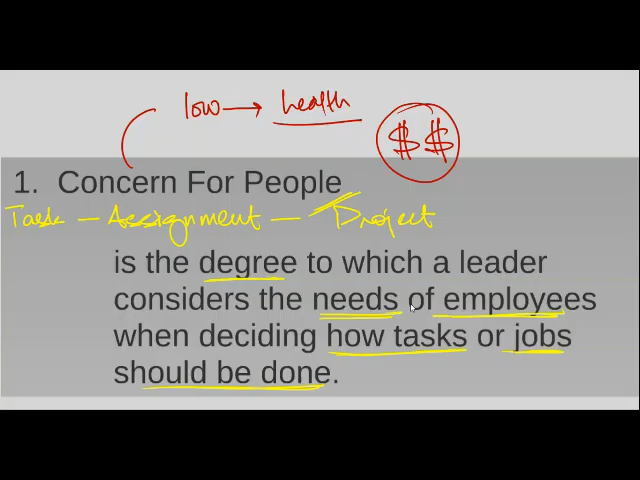 low → health
$$
1. Concern For People
Task – Assignment – Project
is the degree to which a leader
considers the needs of employees
when deciding how tasks or jobs
should be done.